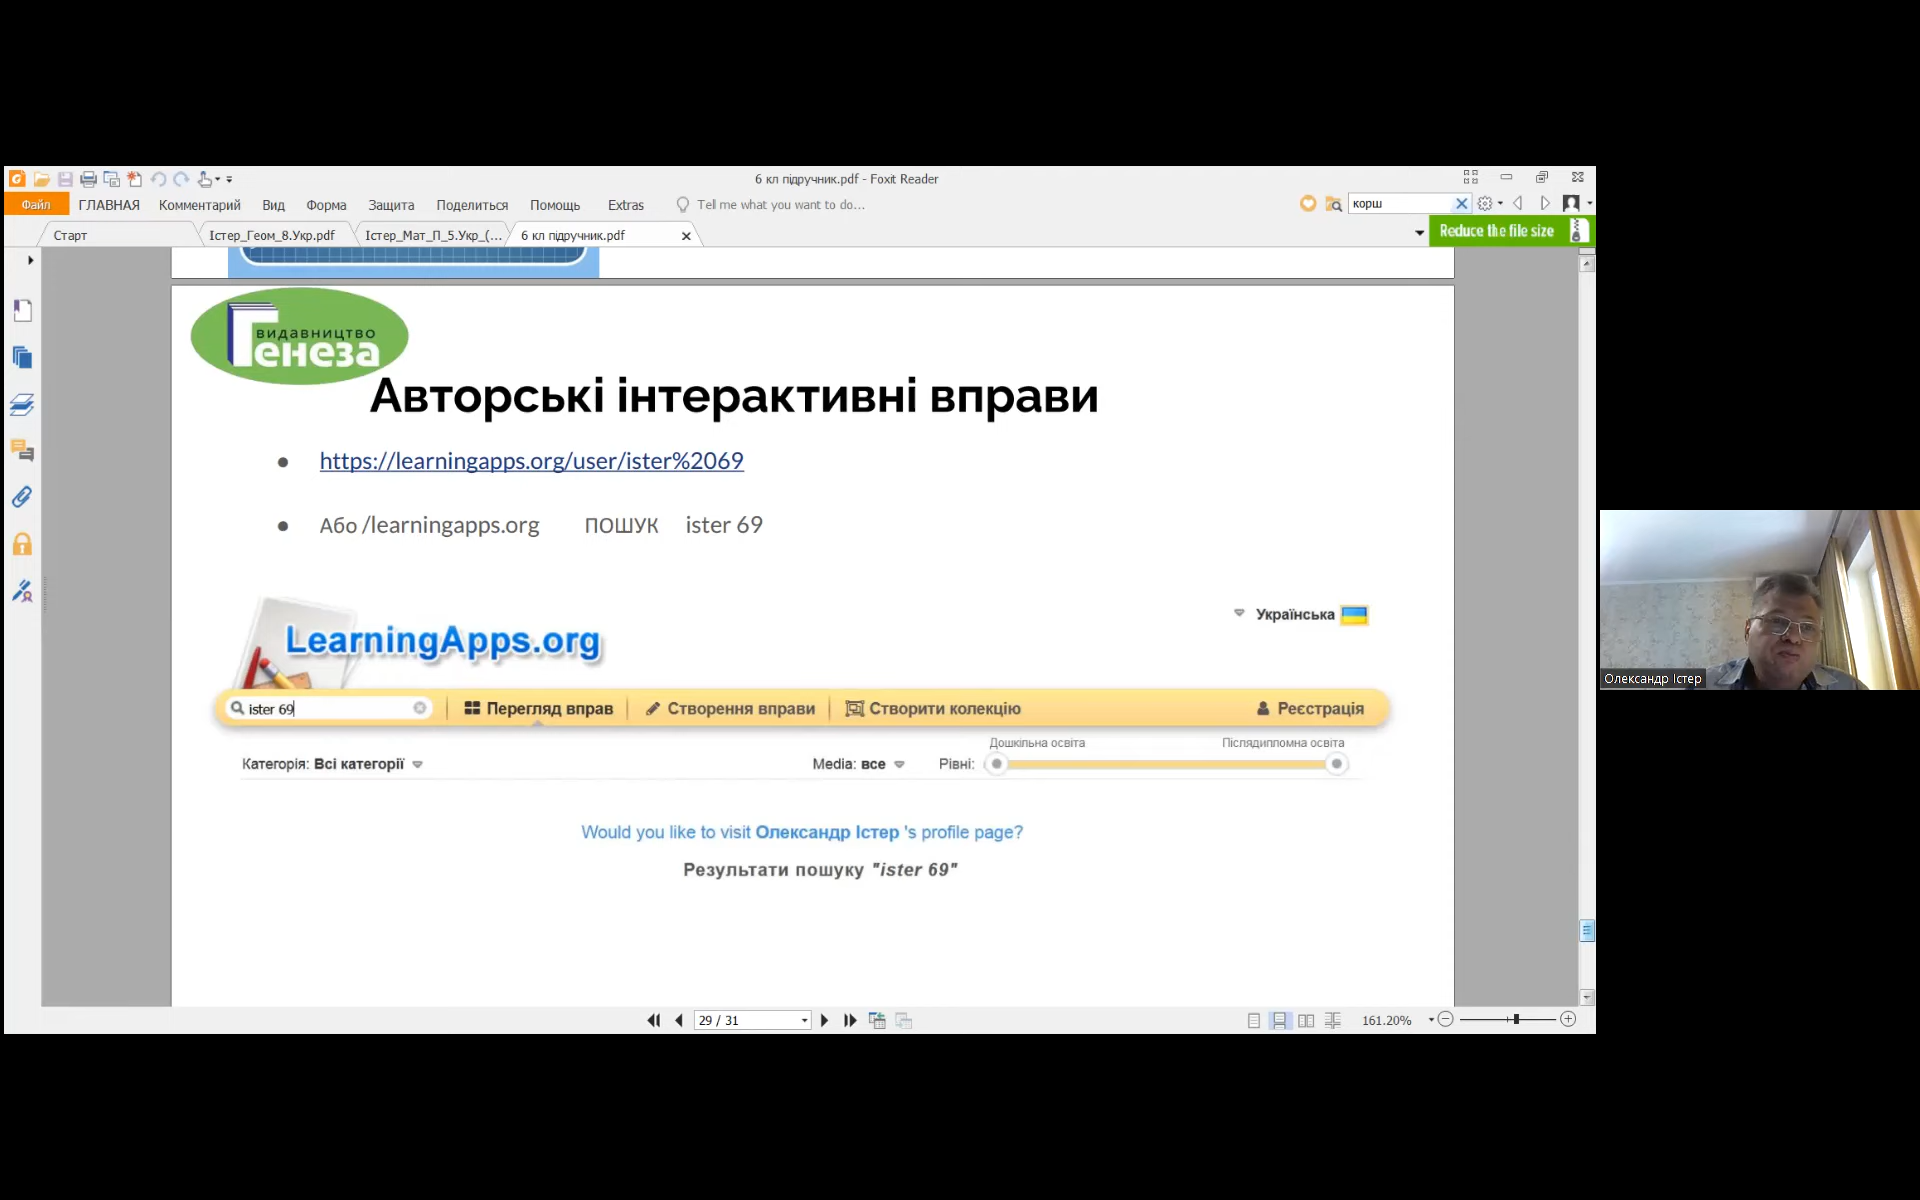 6 кл підручник.pdf - Foxit Reader
Файл ГЛАВНАЯ Комментарий Вид Форма Защита Поделиться Помощь Extras Tell me what you want to do... корш
Старт Істер_Геом_8.Укр.pdf Істер_Мат_П_5.Укр_(... 6 кл підручник.pdf Reduce the file size
видавництво
Генеза
Авторські інтерактивні вправи
https://learningapps.org/user/ister%2069
Або /learningapps.org ПОШУК ister 69
Українська
LearningApps.org
ister 69 Перегляд вправ Створення вправи Створити колекцію Реєстрація
Дошкільна освіта Післядипломна освіта
Категорія: Всі категорії Media: все Рівні:
Would you like to visit Олександр Істер 's profile page?
Результати пошуку "ister 69"
Олександр Істер
29 / 31 161.20%